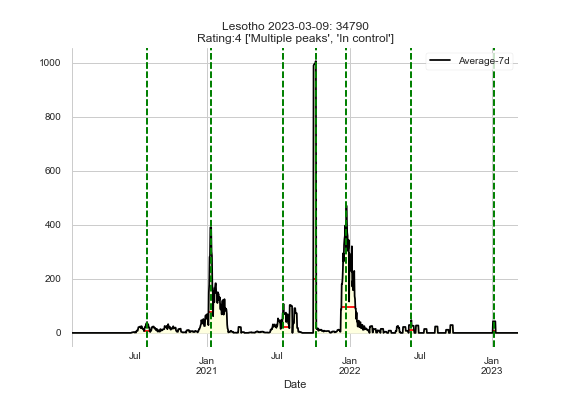 Lesotho 2023-03-09: 34790
Rating:4 ['Multiple peaks', 'In control']
Average-7d
1000
800
600
400
200
0
Jul
Jan
2021
Jul
Jan
2022
Jul
Jan
2023
Date